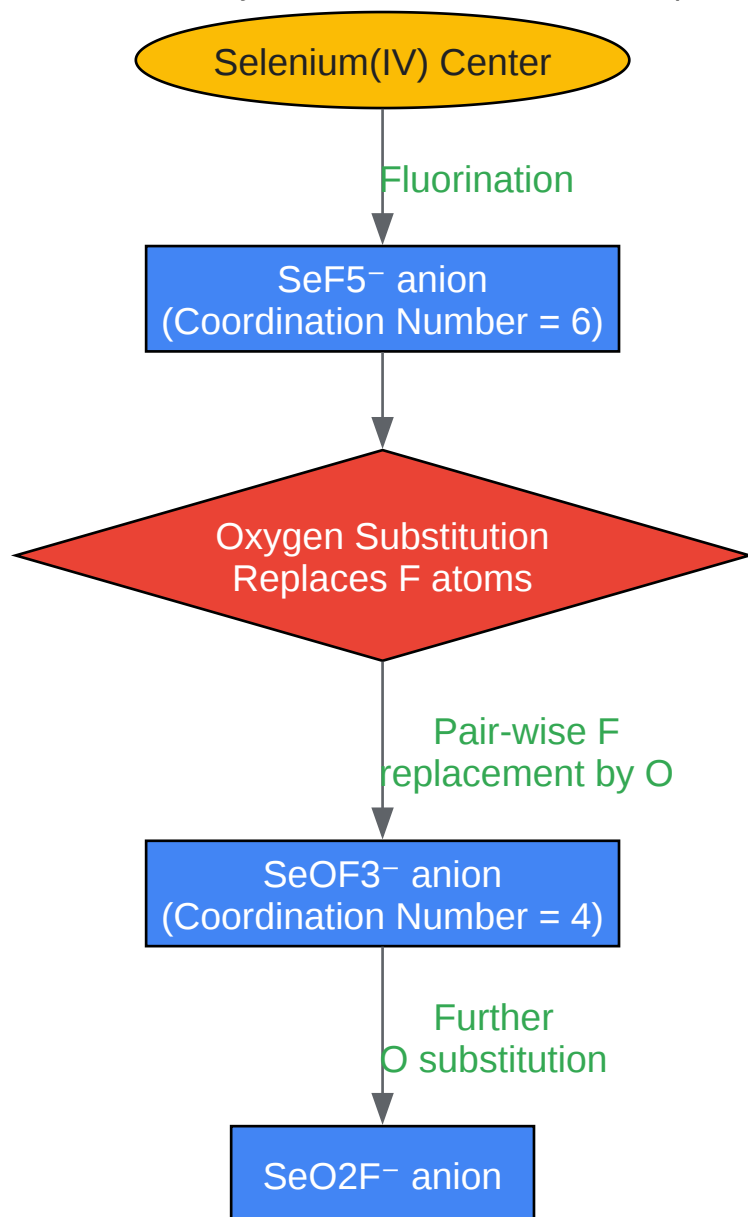 Selenium(IV) Center
Fluorination
SeF5⁻ anion
(Coordination Number = 6)
Oxygen Substitution
Replaces F atoms
Pair-wise F
replacement by O
SeOF3⁻ anion
(Coordination Number = 4)
Further
O substitution
SeO2F⁻ anion